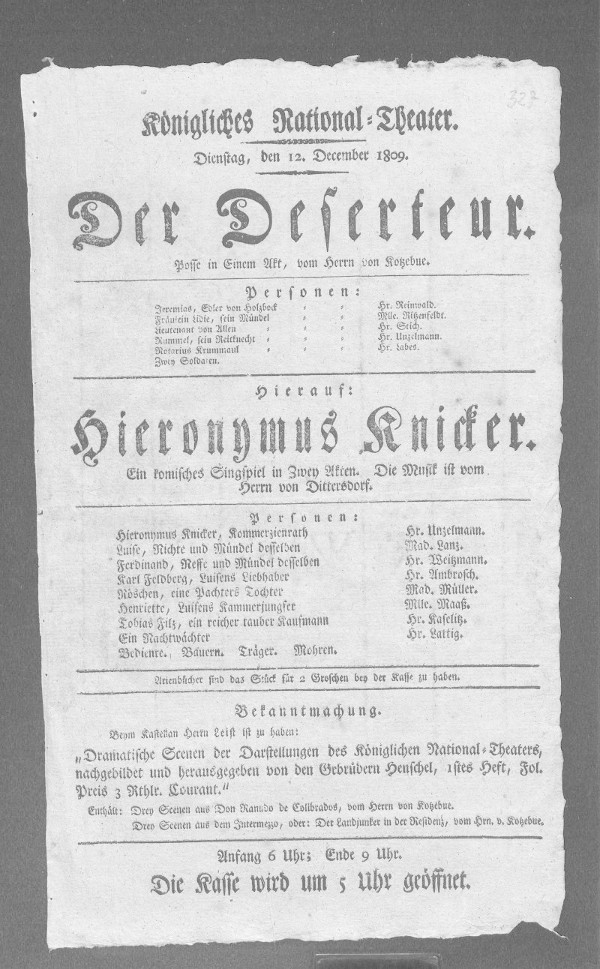 327
Königliches National-Theater.
Dienstag, den 12. December 1809.
Der Deserteur.
Posse in Einem Akt, vom Herrn von Kotzebue.
Personen:
Jeremias, Edler von Holzbock " " Hr. Reinwald.
Fräulein Udie, sein Mündel " " Mlle. Ritzenfeldt.
Lieutenant von Allen " " " Hr. Stich.
Rummel, sein Reitknecht " " " Hr. Unzelmann.
Notarius Krummaul " " " Hr. Labes.
Zwey Soldaten.
Hierauf:
Hieronymus Knicker.
Ein komisches Singspiel in Zwey Akten. Die Musik ist vom
Herrn von Dittersdorf.
Personen:
Hieronymus Knicker, Kommerzienrath Hr. Unzelmann.
Luise, Nichte und Mündel desselben Mad. Lanz.
Ferdinand, Neffe und Mündel desselben Hr. Weitzmann.
Karl Feldberg, Luisens Liebhaber Hr. Ambrosch.
Röschen, eine Pachters Tochter Mad. Müller.
Henriette, Luisens Kammerjungfer Mlle. Maaß.
Tobias Filz, ein reicher tauber Kaufmann Hr. Kaselitz.
Ein Nachtwächter Hr. Lattig.
Bediente. Bauern. Träger. Mohren.
Arienbücher sind das Stück für 2 Groschen bey der Kasse zu haben.
Bekanntmachung.
Beym Kastellan Herrn Leist ist zu haben:
„Dramatische Scenen der Darstellungen des Königlichen National-Theaters,
nachgebildet und herausgegeben von den Gebrüdern Henschel, 1stes Heft, Fol.
Preis 3 Rthlr. Courant.“
Enthält: Drey Scenen aus Don Ranudo de Colibrados, vom Herrn von Kotzebue.
Drey Scenen aus dem Intermezzo, oder: Der Landjunker in der Residenz, vom Hrn. v. Kotzebue.
Anfang 6 Uhr; Ende 9 Uhr.
Die Kasse wird um 5 Uhr geöffnet.